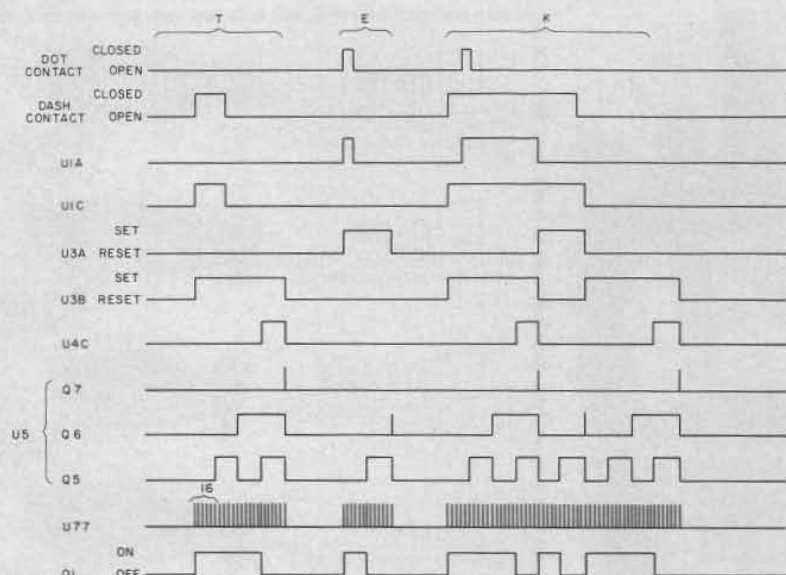 T E K
CLOSED
DOT
CONTACT OPEN
CLOSED
DASH
CONTACT OPEN
U1A
U1C
SET
U3A RESET
SET
U3B RESET
U4C
Q7
U5 Q6
Q5
16
U77
ON
Q1 OFF